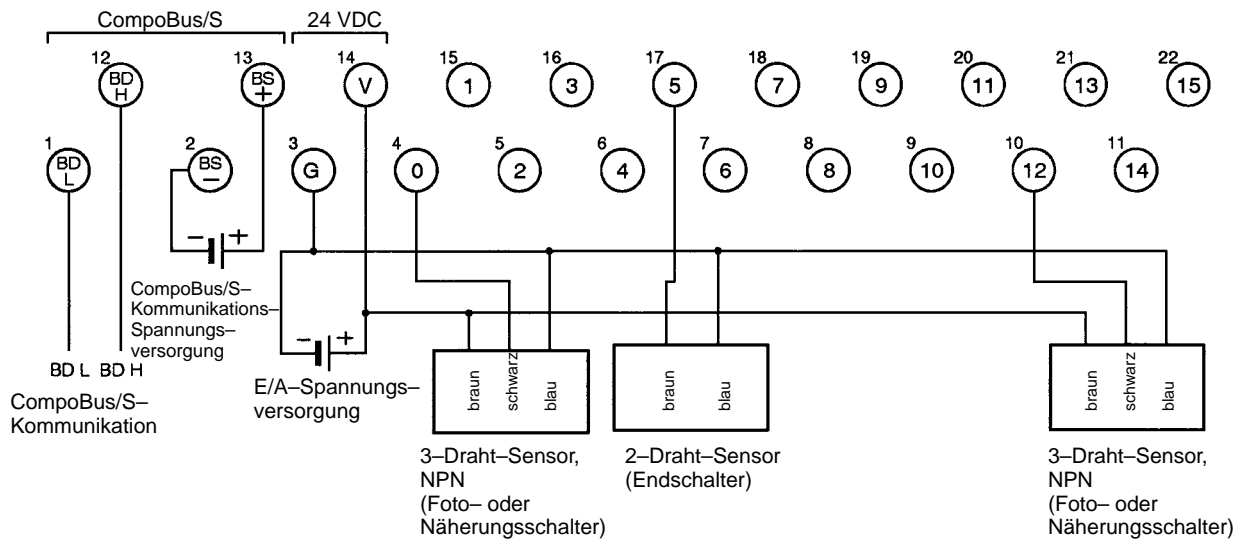 CompoBus/S
24 VDC
12
BD
H
13
BS
+
14
V
15
1
16
3
17
5
18
7
19
9
20
11
21
13
22
15
1
BD
L
2
BS
–
3
G
4
0
5
2
6
4
7
6
8
8
9
10
10
12
11
14
– +
CompoBus/S–
Kommunikations–
Spannungs–
versorgung
– +
E/A–Spannungs–
versorgung
BD L BD H
CompoBus/S–
Kommunikation
braun
schwarz
blau
3–Draht–Sensor,
NPN
(Foto– oder
Näherungsschalter)
braun
blau
2–Draht–Sensor
(Endschalter)
braun
schwarz
blau
3–Draht–Sensor,
NPN
(Foto– oder
Näherungsschalter)